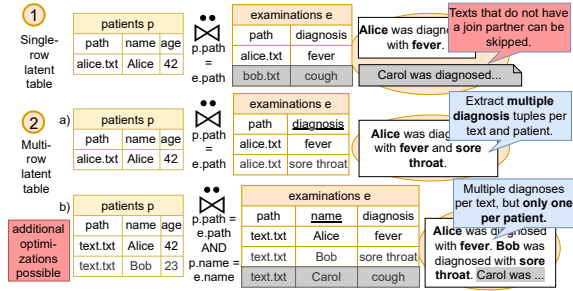 1
Single-
row latent
table
patients p
path name age
alice.txt Alice 42
p.path
=
e.path
examinations e
path diagnosis
alice.txt fever
bob.txt cough
Alice was diagnos
with fever.
Carol was diagnosed...
Texts that do not have
a join partner can be
skipped.
2
Multi-
row
latent
table
a)
patients p
path name age
alice.txt Alice 42
p.path
=
e.path
examinations e
path diagnosis
alice.txt fever
alice.txt sore throat
Alice was diag
with fever and sore
throat.
Extract multiple
diagnosis tuples per
text and patient.
b)
additional
optimi-
zations
possible
patients p
path name age
text.txt Alice 42
text.txt Bob 23
p.path =
e.path
AND
p.name =
e.name
examinations e
path name diagnosis
text.txt Alice fever
text.txt Bob sore throat
text.txt Carol cough
Alice was diagnosed
with fever. Bob was
diagnosed with sore
throat. Carol was ...
Multiple diagnoses
per text, but only one
per patient.